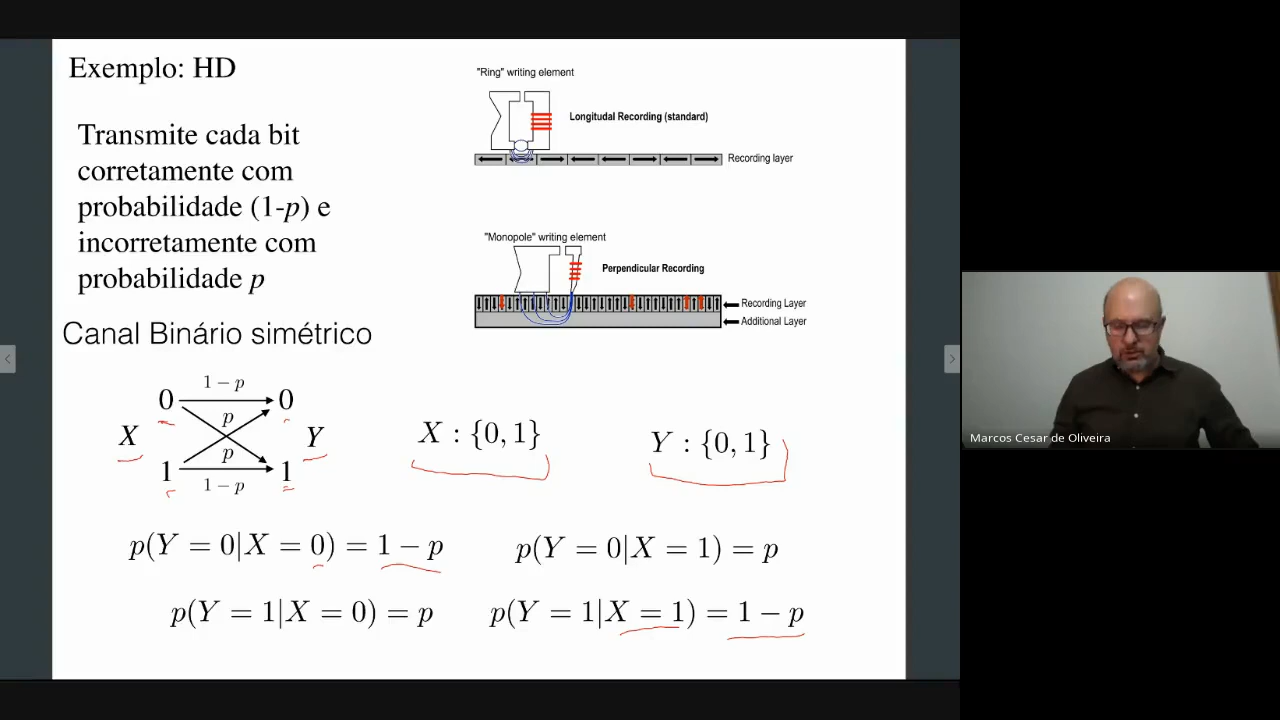 Exemplo: HD
Transmite cada bit
corretamente com
probabilidade (1-p) e
incorretamente com
probabilidade p
Canal Binário simétrico
"Ring" writing element
Longitudal Recording (standard)
Recording layer
"Monopole" writing element
Perpendicular Recording
Recording Layer
Additional Layer
1 − p
0 0
p
X Y
p
1 1
1 − p
X : {0, 1}
Y : {0, 1}
p(Y = 0|X = 0) = 1 − p
p(Y = 0|X = 1) = p
p(Y = 1|X = 0) = p
p(Y = 1|X = 1) = 1 − p
Marcos Cesar de Oliveira